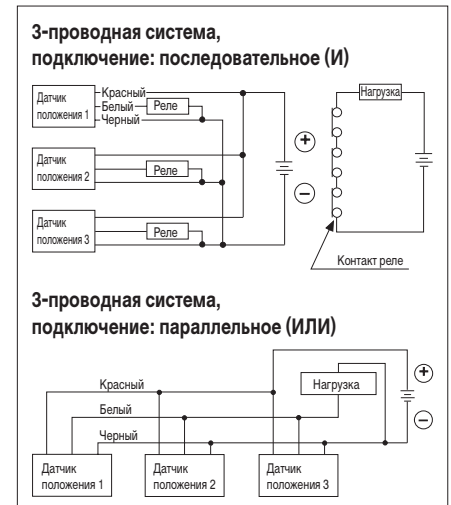 3-проводная система,
подключение: последовательное (И)
Датчик
положения 1
Красный
Белый
Черный
Реле
Датчик
положения 2
Реле
Датчик
положения 3
Реле
+
−
Нагрузка
Контакт реле
3-проводная система,
подключение: параллельное (ИЛИ)
Красный
Белый
Черный
Нагрузка
+
−
Датчик
положения 1
Датчик
положения 2
Датчик
положения 3